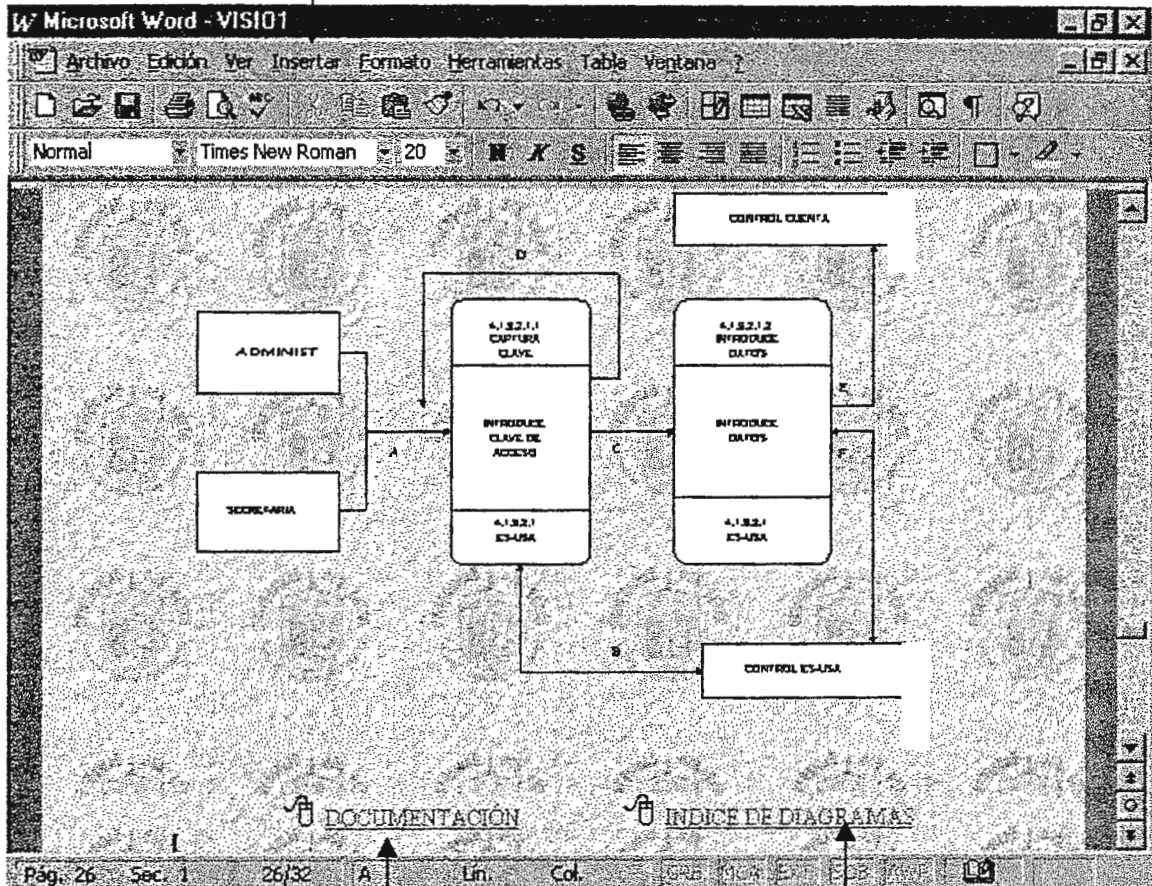 Microsoft Word - VISIO1
Archivo Edición Ver Insertar Formato Herramientas Tabla Ventana ?
Normal Times New Roman 20 N K S
CONTROL CUENTA
D
ADMINIST
CAPTURA
CLAVE
INTRODUCE
DATOS
E
INTRODUCE
CLAVE DE
ACCESO
INTRODUCE
DATOS
A
C
F
SECRETARIA
ES-USA
ES-USA
B
CONTROL ES-USA
DOCUMENTACIÓN
INDICE DE DIAGRAMAS
Pág. 26 Sec. 1 26/32 A Lín. Col.